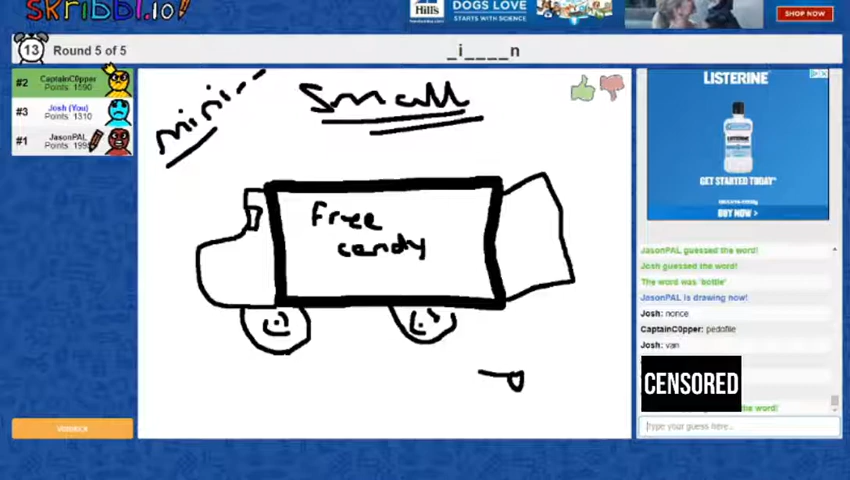 skribbl.io!
Hill's
DOGS LOVE
STARTS WITH SCIENCE
SHOP NOW >
13
Round 5 of 5
_i____n
#2
CaptainC0pper
Points 1590
#3
Josh (You)
Points 1310
#1
JasonPAL
mini-
Small
Free
candy
LISTERINE
GET STARTED TODAY*
BUY NOW >
JasonPAL guessed the word!
Josh guessed the word!
The word was 'bottle'
JasonPAL is drawing now!
Josh: nonce
CaptainC0pper: pedofile
Josh: van
CENSORED
the word!
Type your guess here...